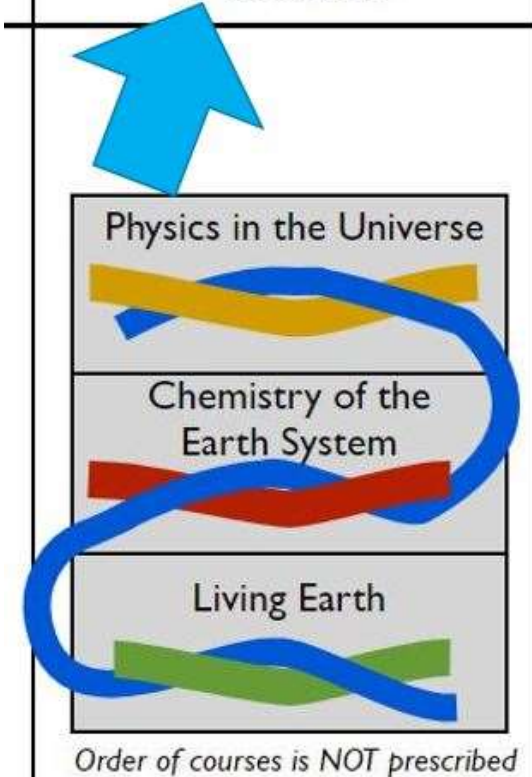 Physics in the Universe
Chemistry of the
Earth System
Living Earth
Order of courses is NOT prescribed